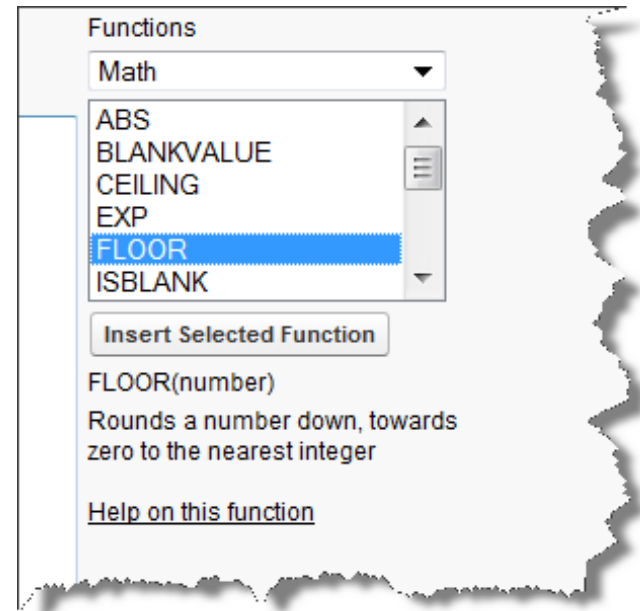 Functions
Math
ABS
BLANKVALUE
CEILING
EXP
FLOOR
ISBLANK
Insert Selected Function
FLOOR(number)
Rounds a number down, towards
zero to the nearest integer
Help on this function